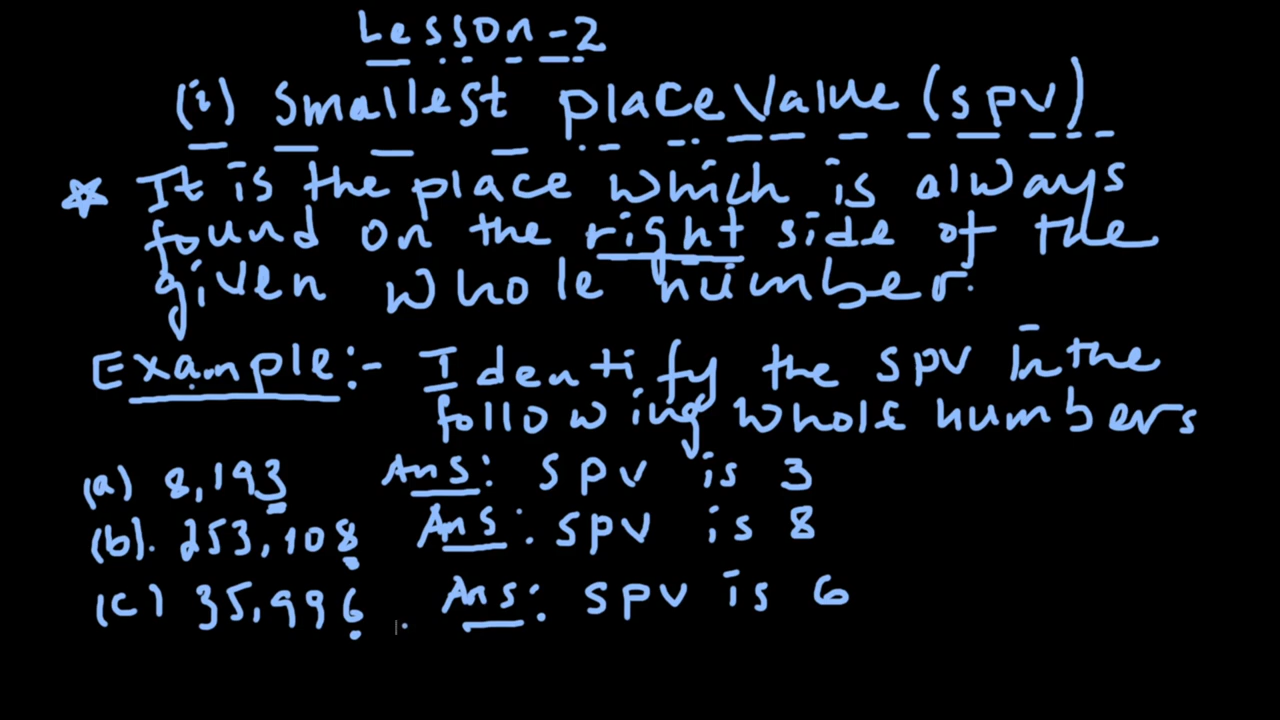 Lesson-2
(i) Smallest place Value (spv)
It is the place which is always
found on the right side of the
given whole number.
Example:- Identify the spv in the
following whole numbers
(a) 8,193 Ans: spv is 3
(b). 253,108 Ans: spv is 8
(c) 35,996. Ans: spv is 6